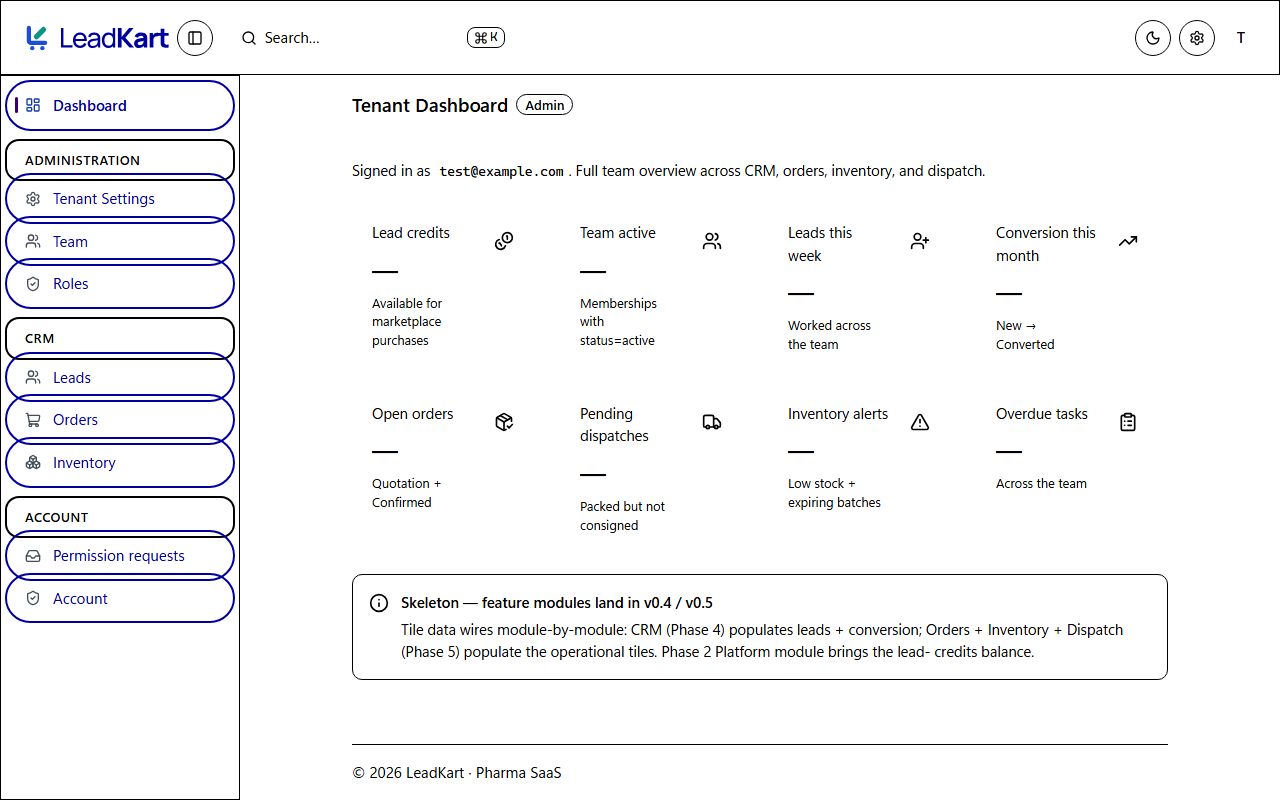 LeadKart
Search...
⌘K
T
Dashboard
ADMINISTRATION
Tenant Settings
Team
Roles
CRM
Leads
Orders
Inventory
ACCOUNT
Permission requests
Account
Tenant Dashboard Admin
Signed in as test@example.com . Full team overview across CRM, orders, inventory, and dispatch.
Lead credits
—
Available for
marketplace
purchases
Team active
—
Memberships
with
status=active
Leads this
week
—
Worked across
the team
Conversion this
month
—
New →
Converted
Open orders
—
Quotation +
Confirmed
Pending
dispatches
—
Packed but not
consigned
Inventory alerts
—
Low stock +
expiring batches
Overdue tasks
—
Across the team
Skeleton — feature modules land in v0.4 / v0.5
Tile data wires module-by-module: CRM (Phase 4) populates leads + conversion; Orders + Inventory + Dispatch
(Phase 5) populate the operational tiles. Phase 2 Platform module brings the lead- credits balance.
© 2026 LeadKart · Pharma SaaS